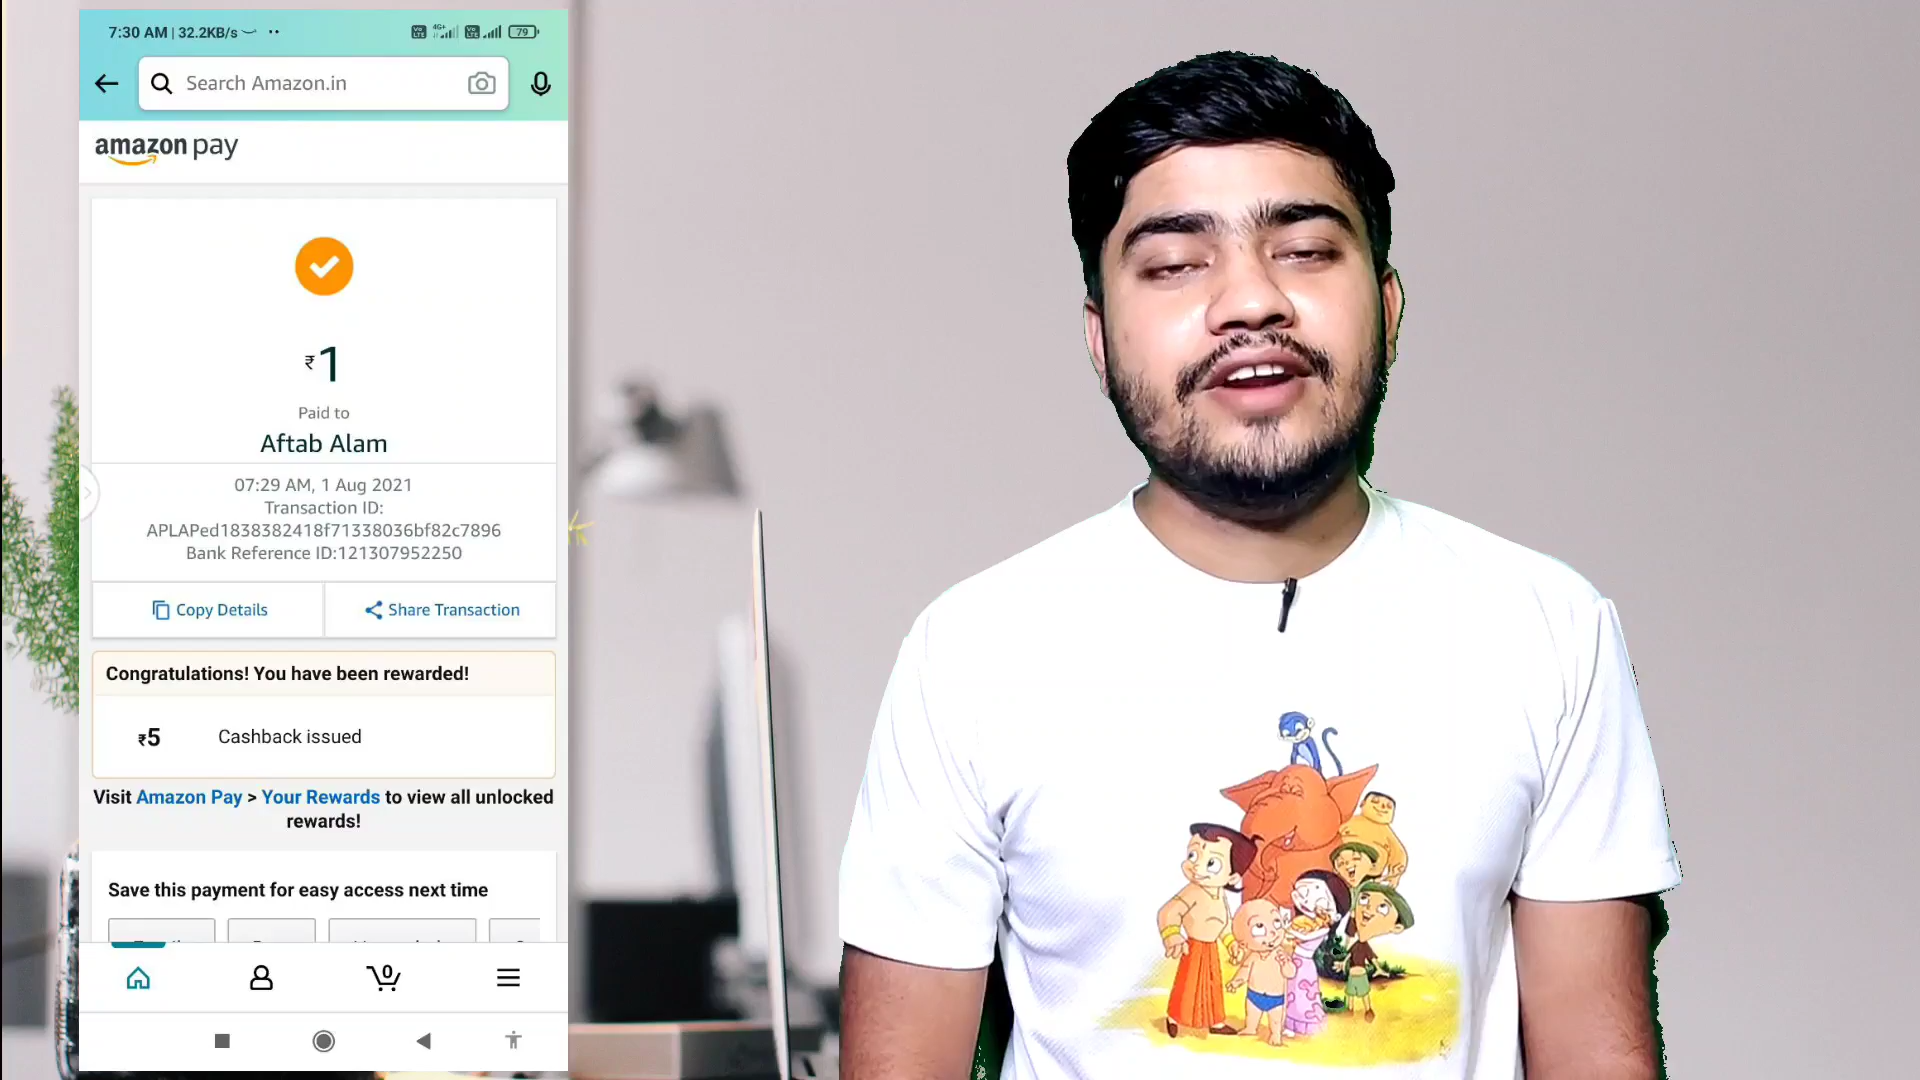 7:30 AM | 32.2KB/s
4G+
79
Search Amazon.in
amazon pay
₹1
Paid to
Aftab Alam
07:29 AM, 1 Aug 2021
Transaction ID:
APLAPed1838382418f71338036bf82c7896
Bank Reference ID:121307952250
Copy Details
Share Transaction
Congratulations! You have been rewarded!
₹5 Cashback issued
Visit Amazon Pay > Your Rewards to view all unlocked
rewards!
Save this payment for easy access next time
0